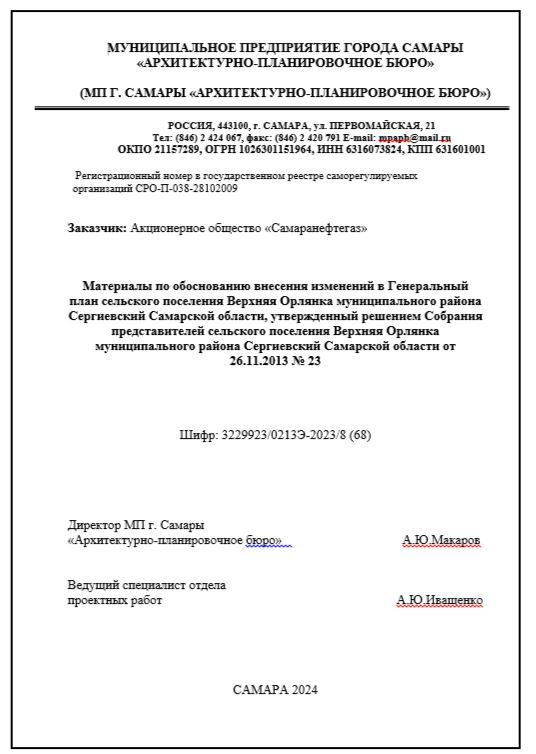 МУНИЦИПАЛЬНОЕ ПРЕДПРИЯТИЕ ГОРОДА САМАРЫ
«АРХИТЕКТУРНО-ПЛАНИРОВОЧНОЕ БЮРО»
(МП Г. САМАРЫ «АРХИТЕКТУРНО-ПЛАНИРОВОЧНОЕ БЮРО»)
РОССИЯ, 443100, г. САМАРА, ул. ПЕРВОМАЙСКАЯ, 21
Тел: (846) 2 424 067, факс: (846) 2 420 791 E-mail: mpapb@mail.ru
ОКПО 21157289, ОГРН 1026301151964, ИНН 6316073824, КПП 631601001
Регистрационный номер в государственном реестре саморегулируемых
организаций СРО-П-038-28102009
Заказчик: Акционерное общество «Самаранефтегаз»
Материалы по обоснованию внесения изменений в Генеральный
план сельского поселения Верхняя Орлянка муниципального района
Сергиевский Самарской области, утвержденный решением Собрания
представителей сельского поселения Верхняя Орлянка
муниципального района Сергиевский Самарской области от
26.11.2013 № 23
Шифр: 3229923/0213Э-2023/8 (68)
Директор МП г. Самары
«Архитектурно-планировочное бюро» А.Ю.Макаров
Ведущий специалист отдела
проектных работ А.Ю.Иващенко
САМАРА 2024